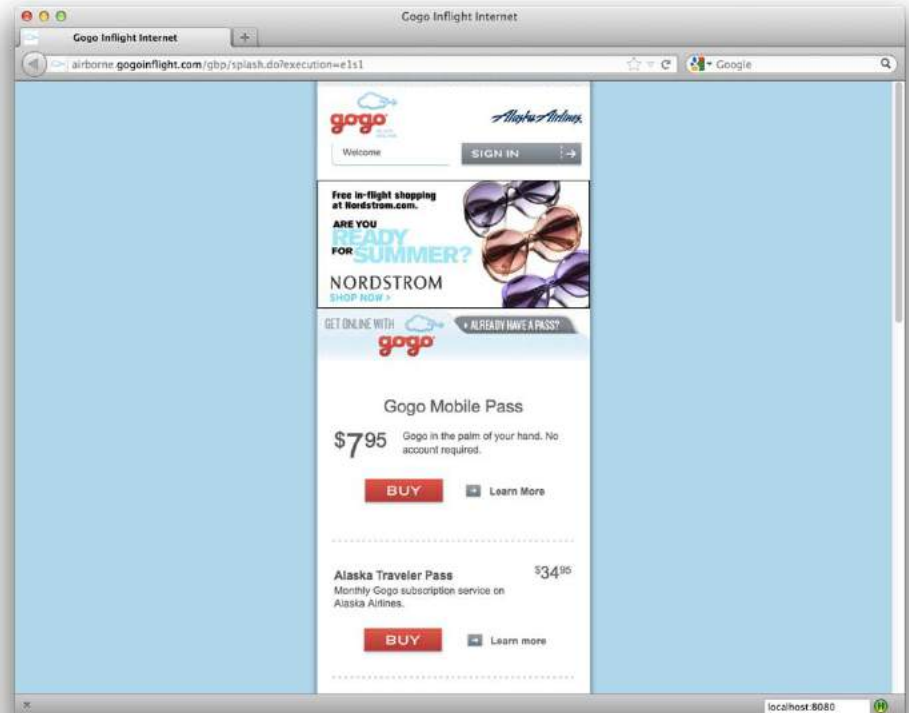 Gogo Inflight Internet
Gogo Inflight Internet
airborne.gogoinflight.com/gbp/splash.do?execution=e1s1
Google
gogo
Alaska Airlines.
Welcome
SIGN IN
Free in-flight shopping
at Nordstrom.com.
ARE YOU
READY
FOR SUMMER?
NORDSTROM
SHOP NOW >
GET ONLINE WITH
gogo
ALREADY HAVE A PASS?
Gogo Mobile Pass
$795
Gogo in the palm of your hand. No
account required.
BUY
Learn More
Alaska Traveler Pass
$3495
Monthly Gogo subscription service on
Alaska Airlines.
BUY
Learn more
localhost:8080